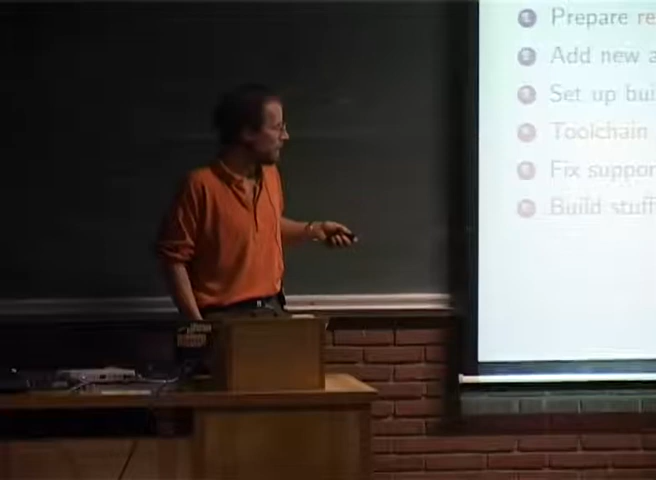 Prepare re
Add new a
Set up bui
Toolchain
Fix suppor
Build stuff